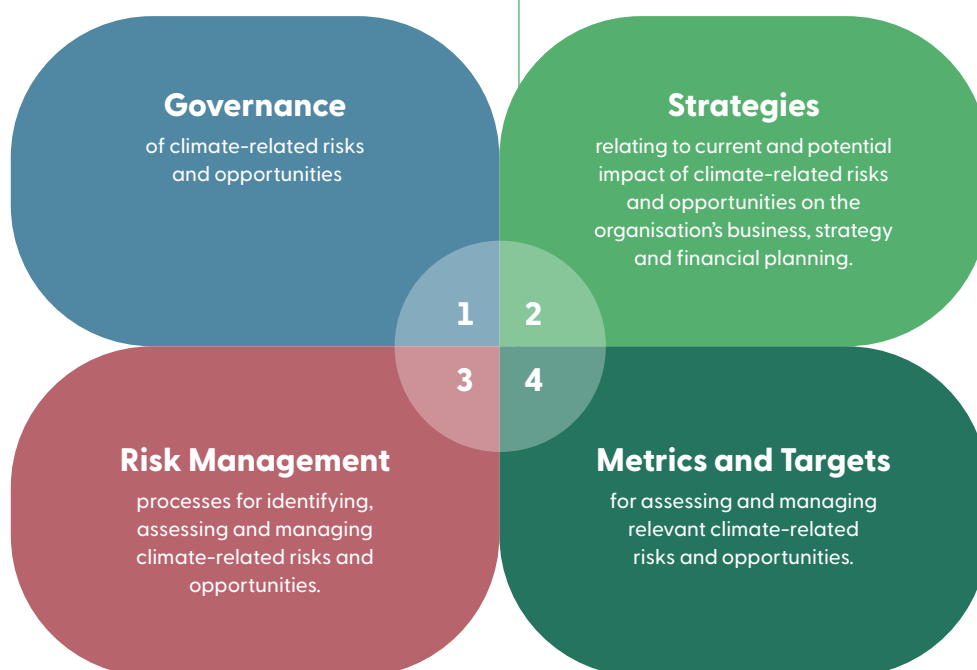 Governance
of climate-related risks
and opportunities
1
Strategies
relating to current and potential
impact of climate-related risks
and opportunities on the
organisation's business, strategy
and financial planning.
2
Risk Management
processes for identifying,
assessing and managing
climate-related risks and
opportunities.
3
Metrics and Targets
for assessing and managing
relevant climate-related
risks and opportunities.
4